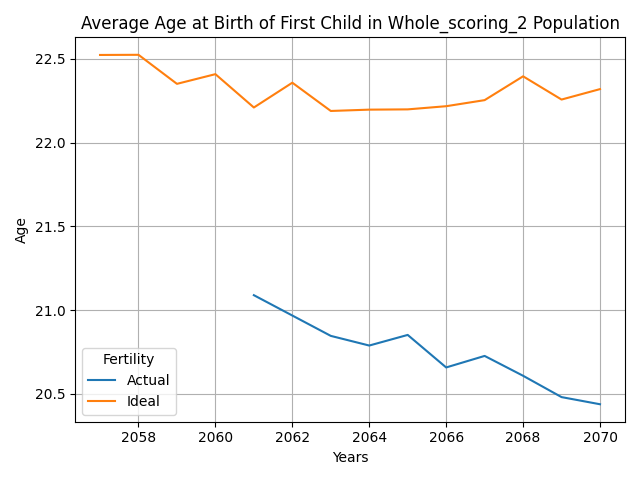 Average Age at Birth of First Child in Whole_scoring_2 Population
22.5
22.0
21.5
21.0
20.5
Age
2058 2060 2062 2064 2066 2068 2070
Years
Fertility
Actual
Ideal